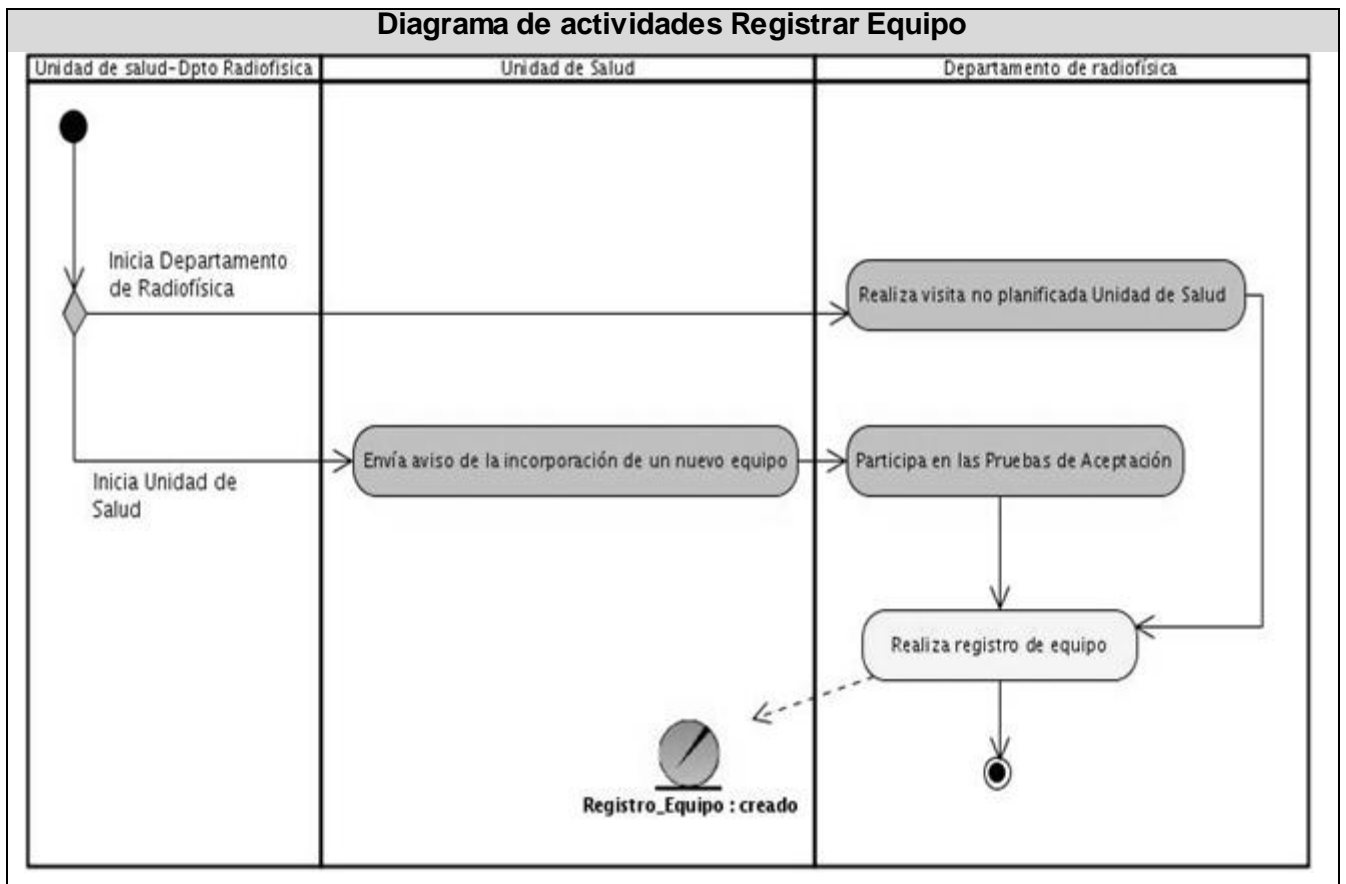 Diagrama de actividades Registrar Equipo
Unidad de salud-Dpto Radiofisica
Unidad de Salud
Departamento de radiofísica
Inicia Departamento
de Radiofísica
Realiza visita no planificada Unidad de Salud
Envía aviso de la incorporación de un nuevo equipo
Participa en las Pruebas de Aceptación
Inicia Unidad de
Salud
Realiza registro de equipo
Registro_Equipo : creado